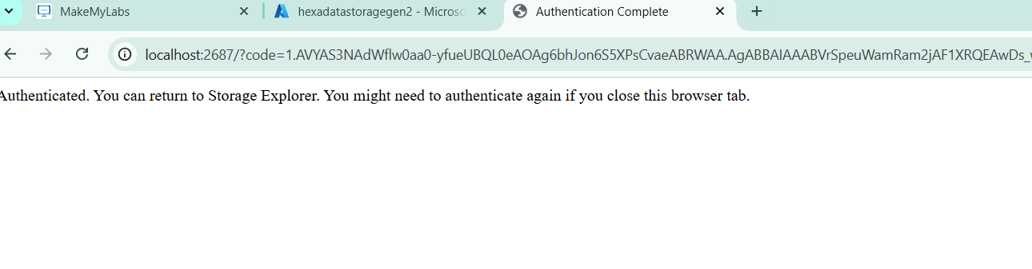 MakeMyLabs
hexadatastoragegen2 - Microso
Authentication Complete
localhost:2687/?code=1.AVYAS3NAdWflw0aa0-yfueUBQL0eAOAg6bhJon6S5XPsCvaeABRWAA.AgABBAIAAABVrSpeuWamRam2jAF1XRQEAwDs_
Authenticated. You can return to Storage Explorer. You might need to authenticate again if you close this browser tab.